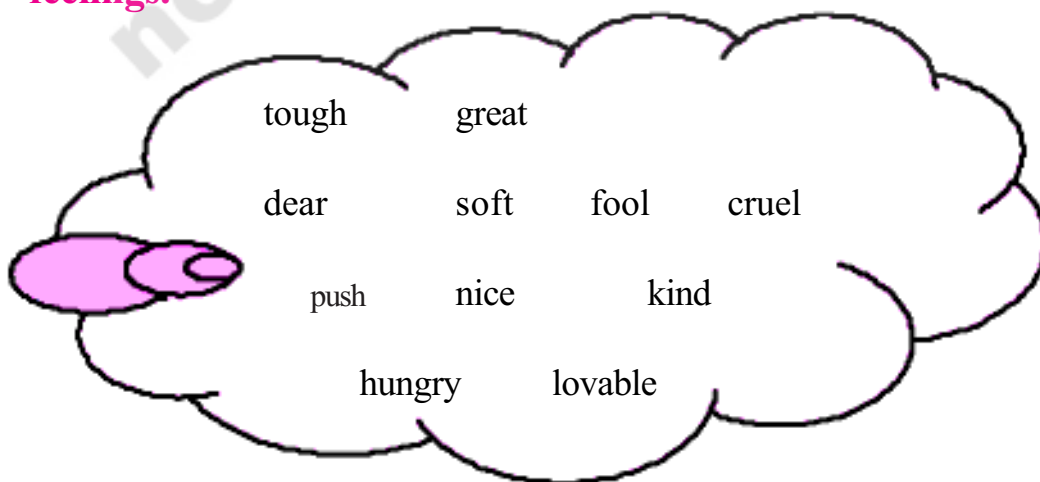 feelings.
tough great
dear soft fool cruel
push nice kind
hungry lovable